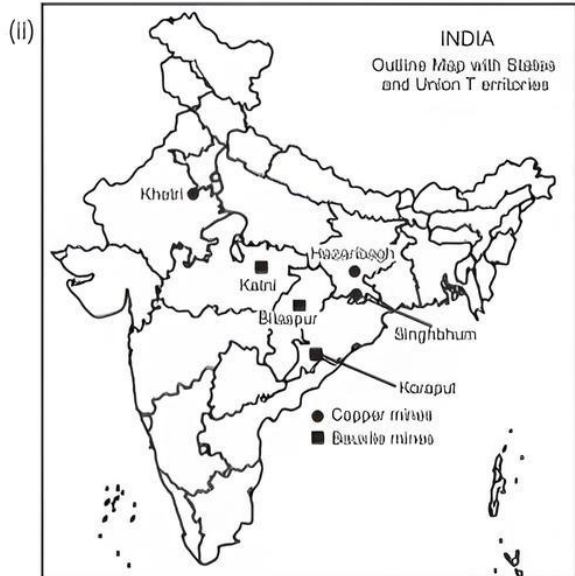 (ii)
INDIA
Outline Map with States
and Union T erritories
Khetri
Hazaribagh
Katni
Bilaspur
Singhbhum
Koraput
Copper mines
Bauxite mines